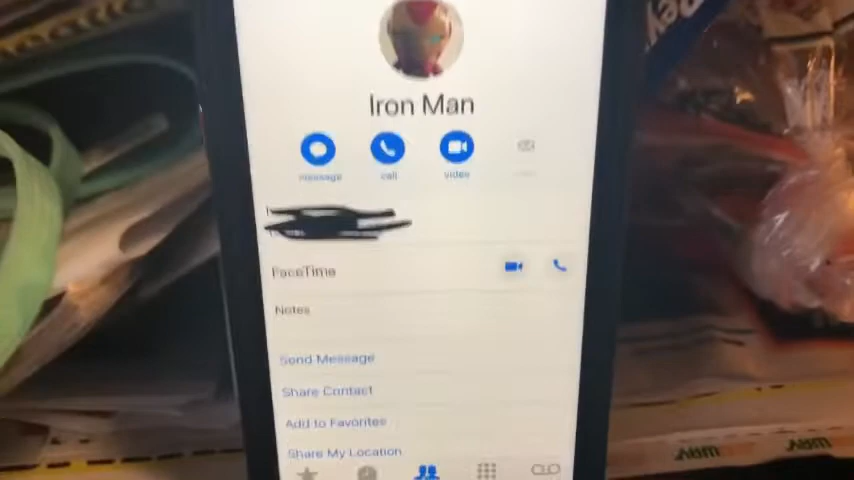 Iron Man
message call video
FaceTime
Notes
Send Message
Share Contact
Add to Favorites
Share My Location